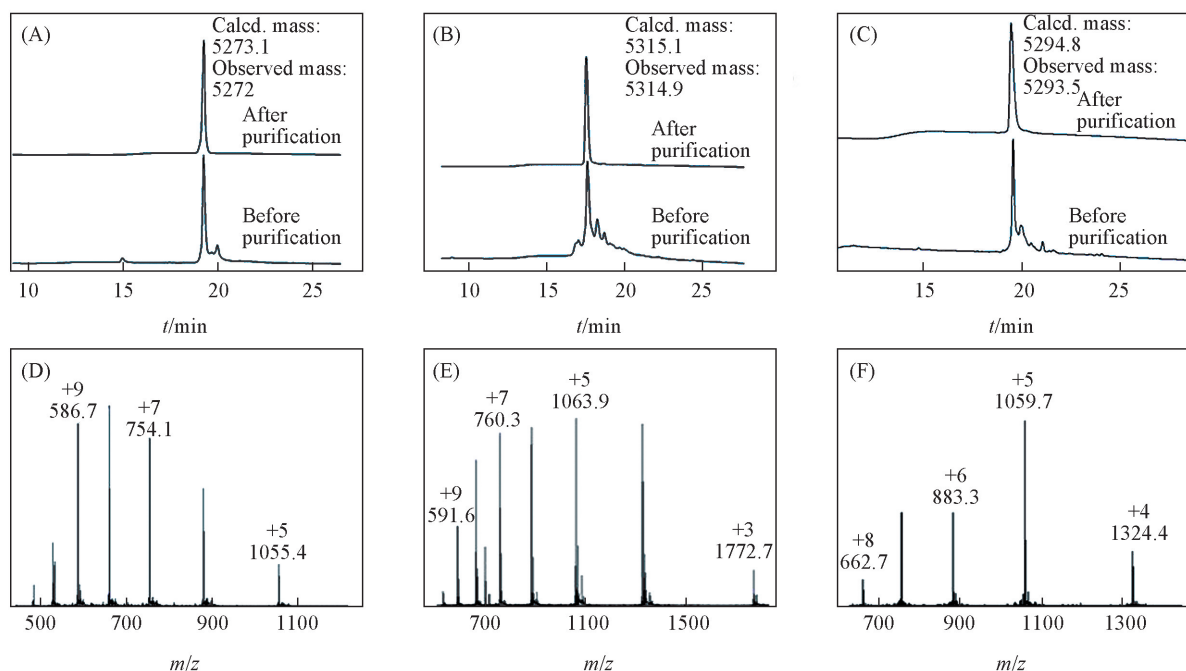 (A)
Calcd. mass:
5273.1
Observed mass:
5272
After
purification
Before
purification
10 15 20 25
t/min
(B)
Calcd. mass:
5315.1
Observed mass:
5314.9
After
purification
Before
purification
10 15 20 25
t/min
(C)
Calcd. mass:
5294.8
Observed mass:
5293.5
After
purification
Before
purification
15 20 25
t/min
(D)
+9
586.7
+7
754.1
+5
1055.4
500 700 900 1100
m/z
(E)
+9
591.6
+7
760.3
+5
1063.9
+3
1772.7
700 1100 1500
m/z
(F)
+8
662.7
+6
883.3
+5
1059.7
+4
1324.4
700 900 1100 1300
m/z